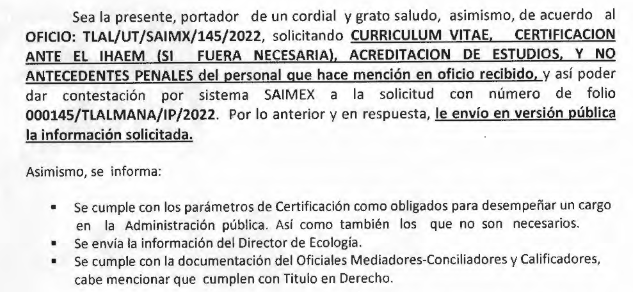 Sea la presente, portador de un cordial y grato saludo, asimismo, de acuerdo al
OFICIO: TLAL/UT/SAIMX/145/2022, solicitando CURRICULUM VITAE, CERTIFICACION
ANTE EL IHAEM (SI FUERA NECESARIA), ACREDITACION DE ESTUDIOS, Y NO
ANTECEDENTES PENALES del personal que hace mención en oficio recibido, y así poder
dar contestación por sistema SAIMEX a la solicitud con número de folio
000145/TLALMANA/IP/2022. Por lo anterior y en respuesta, le envío en versión pública
la información solicitada.
Asimismo, se informa:
▪ Se cumple con los parámetros de Certificación como obligados para desempeñar un cargo
en la Administración pública. Así como también los que no son necesarios.
▪ Se envía la información del Director de Ecología.
▪ Se cumple con la documentación del Oficiales Mediadores-Conciliadores y Calificadores,
cabe mencionar que cumplen con Titulo en Derecho.